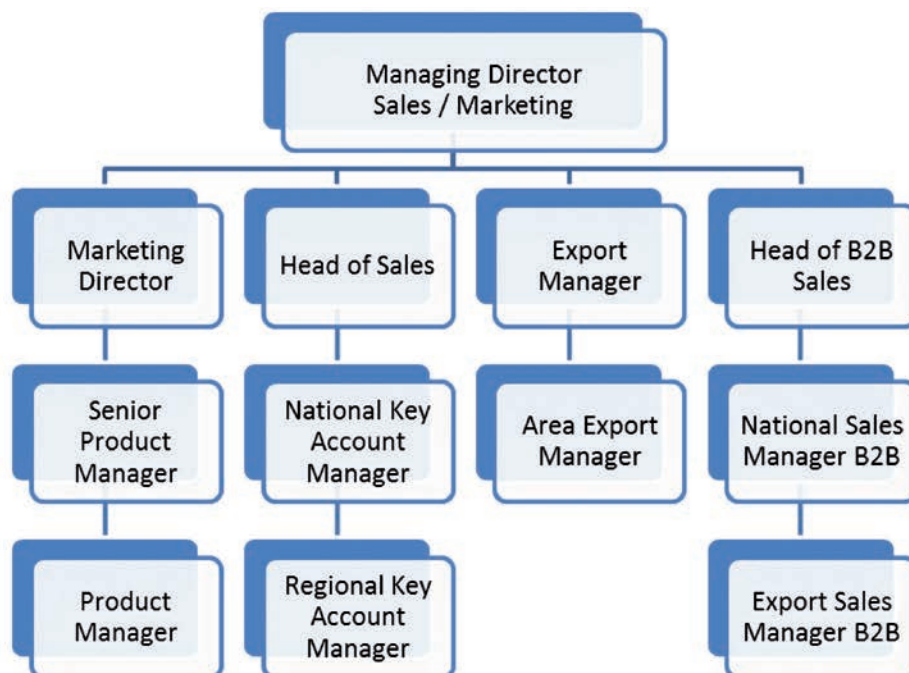 Managing Director
Sales / Marketing
Marketing
Director
Head of Sales
Export
Manager
Head of B2B
Sales
Senior
Product
Manager
National Key
Account
Manager
Area Export
Manager
National Sales
Manager B2B
Product
Manager
Regional Key
Account
Manager
Export Sales
Manager B2B